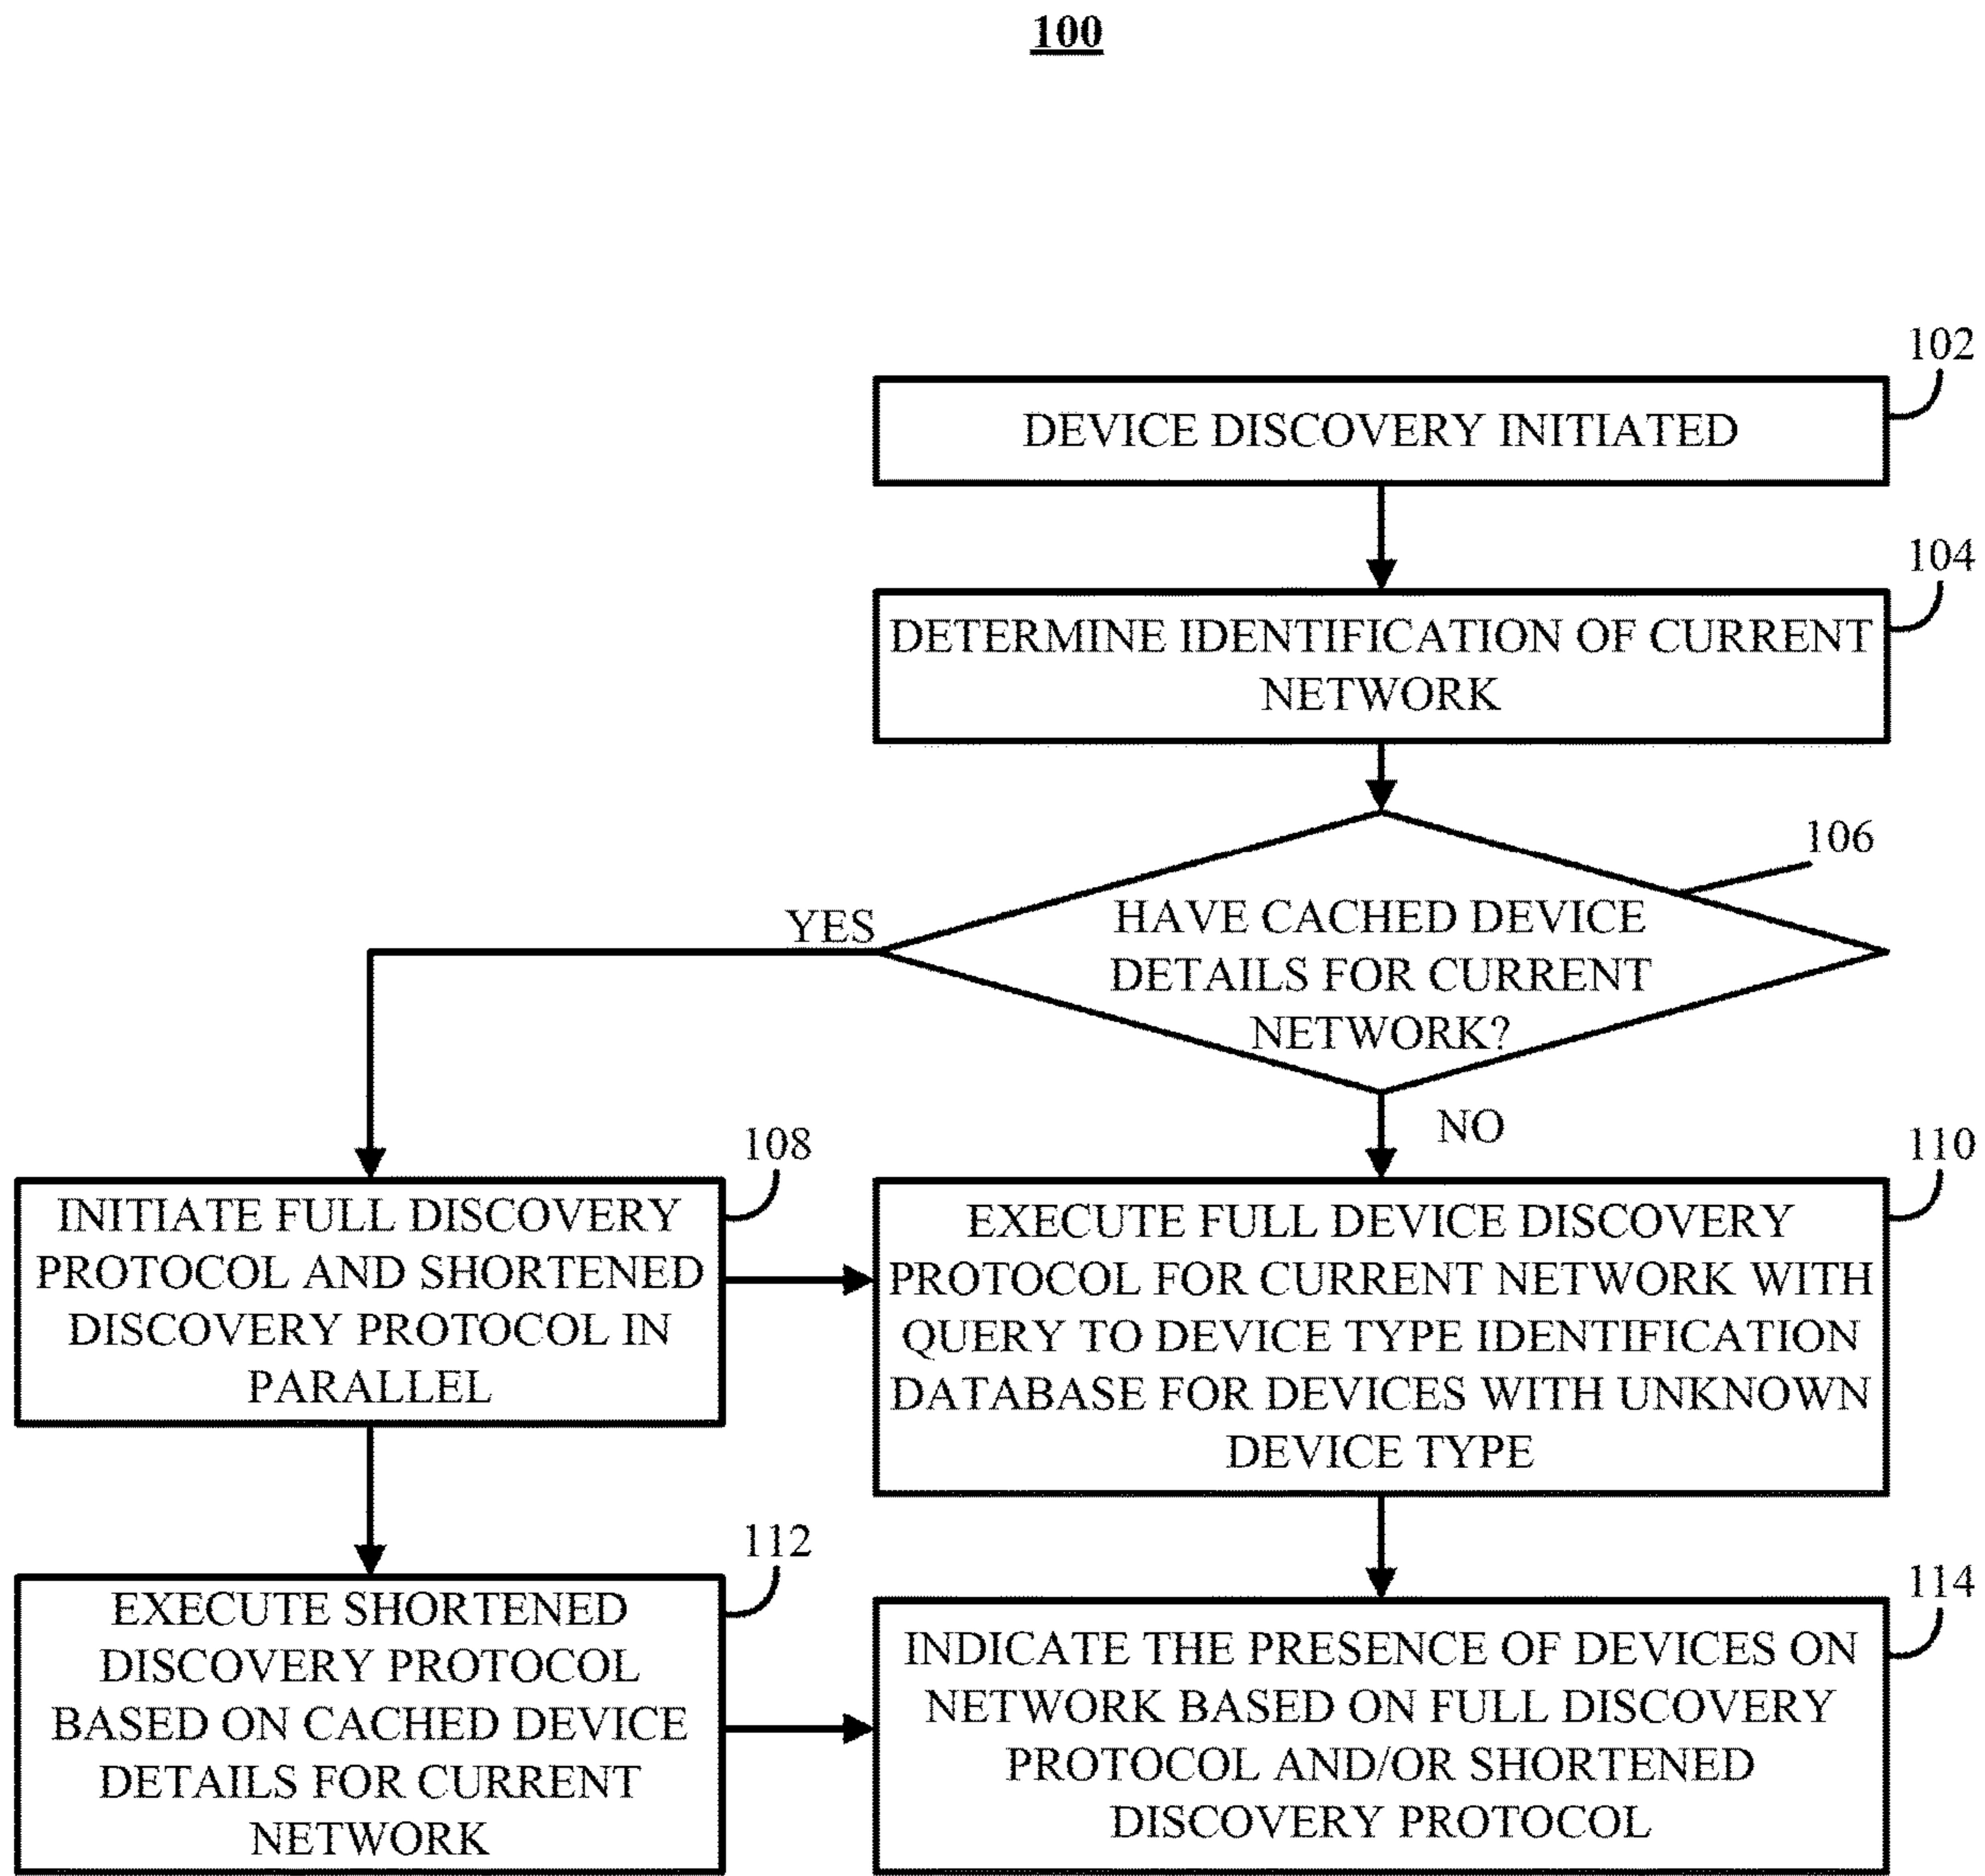 100
102
DEVICE DISCOVERY INITIATED
104
DETERMINE IDENTIFICATION OF CURRENT
NETWORK
106
HAVE CACHED DEVICE
DETAILS FOR CURRENT
NETWORK?
YES
NO
108
INITIATE FULL DISCOVERY
PROTOCOL AND SHORTENED
DISCOVERY PROTOCOL IN
PARALLEL
110
EXECUTE FULL DEVICE DISCOVERY
PROTOCOL FOR CURRENT NETWORK WITH
QUERY TO DEVICE TYPE IDENTIFICATION
DATABASE FOR DEVICES WITH UNKNOWN
DEVICE TYPE
112
EXECUTE SHORTENED
DISCOVERY PROTOCOL
BASED ON CACHED DEVICE
DETAILS FOR CURRENT
NETWORK
114
INDICATE THE PRESENCE OF DEVICES ON
NETWORK BASED ON FULL DISCOVERY
PROTOCOL AND/OR SHORTENED
DISCOVERY PROTOCOL